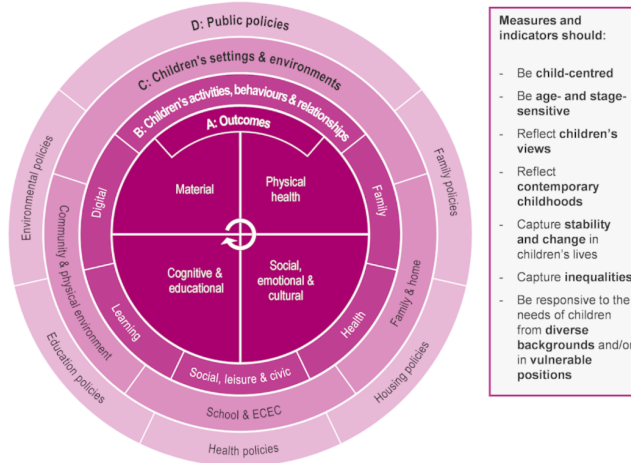 D: Public policies
C: Children's settings & environments
B: Children's activities, behaviours & relationships
A: Outcomes
Material
Physical
health
Cognitive &
educational
Social,
emotional &
cultural
Digital
Family
Learning
Health
Social, leisure & civic
Community & physical environment
Family & home
School & ECEC
Environmental policies
Family policies
Education policies
Housing policies
Health policies
Measures and
indicators should:
- Be child-centred
- Be age- and stage-
sensitive
- Reflect children's
views
- Reflect
contemporary
childhoods
- Capture stability
and change in
children's lives
- Capture inequalities
- Be responsive to the
needs of children
from diverse
backgrounds and/or
in vulnerable
positions